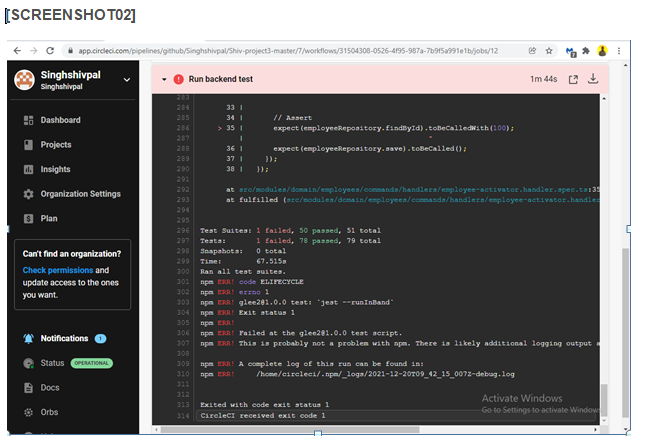 [SCREENSHOT02]
app.circleci.com/pipelines/github/Singhshivpal/Shiv-project3-master/7/workflows/31504308-0526-4f95-987a-7b9f5a991e1b/jobs/12
Singhshivpal
Singhshivpal
Dashboard
Projects
Insights
Organization Settings
Plan
Can't find an organization?
Check permissions and
update access to the ones
you want.
Notifications 1
Status OPERATIONAL
Docs
Orbs
Run backend test 1m 44s
283
284 33 |
285 34 | // Assert
286 > 35 | expect(employeeRepository.findById).toBeCalledWith(100);
287 | ^
288 36 | expect(employeeRepository.save).toBeCalled();
289 37 | });
290 38 | });
291
292 at src/modules/domain/employees/commands/handlers/employee-activator.handler.spec.ts:35
293 at fulfilled (src/modules/domain/employees/commands/handlers/employee-activator.handler
294
295
296 Test Suites: 1 failed, 50 passed, 51 total
297 Tests: 1 failed, 78 passed, 79 total
298 Snapshots: 0 total
299 Time: 67.515s
300 Ran all test suites.
301 npm ERR! code ELIFECYCLE
302 npm ERR! errno 1
303 npm ERR! glee2@1.0.0 test: `jest --runInBand`
304 npm ERR! Exit status 1
305 npm ERR!
306 npm ERR! Failed at the glee2@1.0.0 test script.
307 npm ERR! This is probably not a problem with npm. There is likely additional logging output a
308
309 npm ERR! A complete log of this run can be found in:
310 npm ERR! /home/circleci/.npm/_logs/2021-12-20T09_42_15_007Z-debug.log
311
312
313 Exited with code exit status 1
314 CircleCI received exit code 1
Activate Windows
Go to Settings to activate Windows